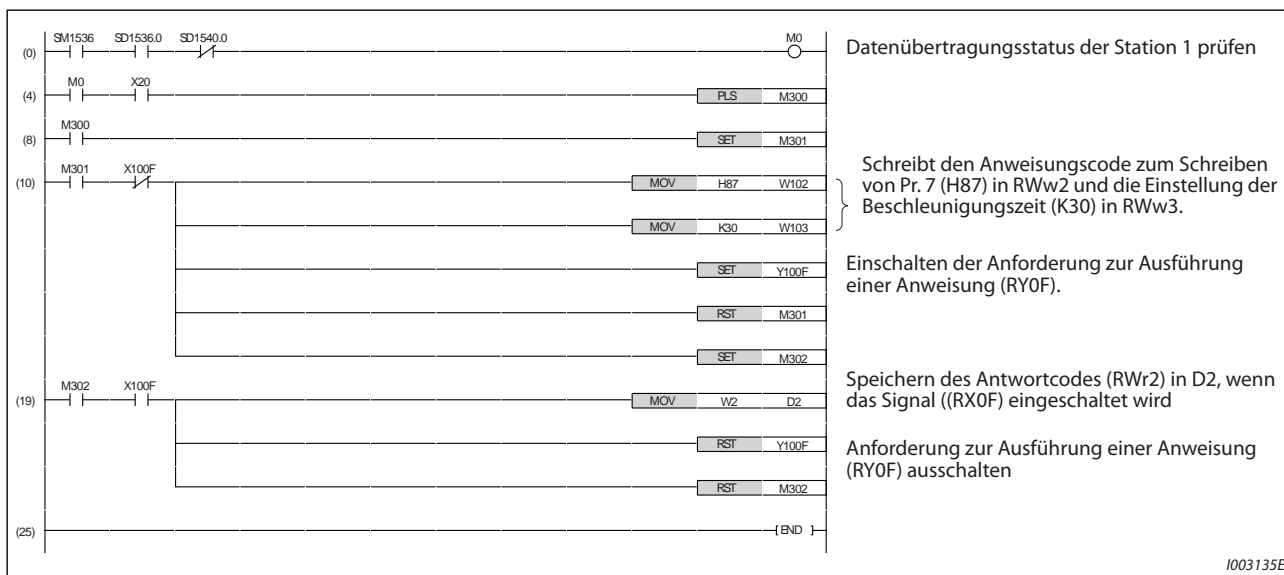 SM1536 SD1536.0 SD1540.0 M0
(0) Datenübertragungsstatus der Station 1 prüfen
M0 X20
(4) PLS M300
M300
(8) SET M301
M301 X100F
(10) MOV H87 W102
Schreibt den Anweisungscode zum Schreiben
von Pr. 7 (H87) in RWw2 und die Einstellung der
Beschleunigungszeit (K30) in RWw3.
MOV K30 W103
SET Y100F
Einschalten der Anforderung zur Ausführung
einer Anweisung (RY0F).
RST M301
SET M302
M302 X100F
(19) MOV W2 D2
Speichern des Antwortcodes (RWr2) in D2, wenn
das Signal ((RX0F) eingeschaltet wird
RST Y100F
Anforderung zur Ausführung einer Anweisung
(RY0F) ausschalten
RST M302
(25) END
I003135E